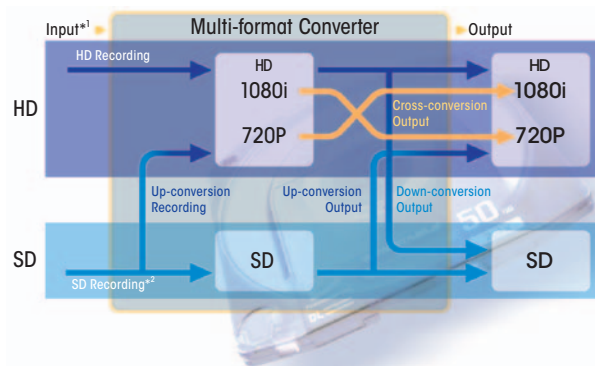 Input*1
Multi-format Converter
Output
HD Recording
HD
1080i
720P
HD
1080i
720P
Cross-conversion
Output
HD
Up-conversion
Recording
Up-conversion
Output
Down-conversion
Output
SD
SD Recording*2
SD
SD
50